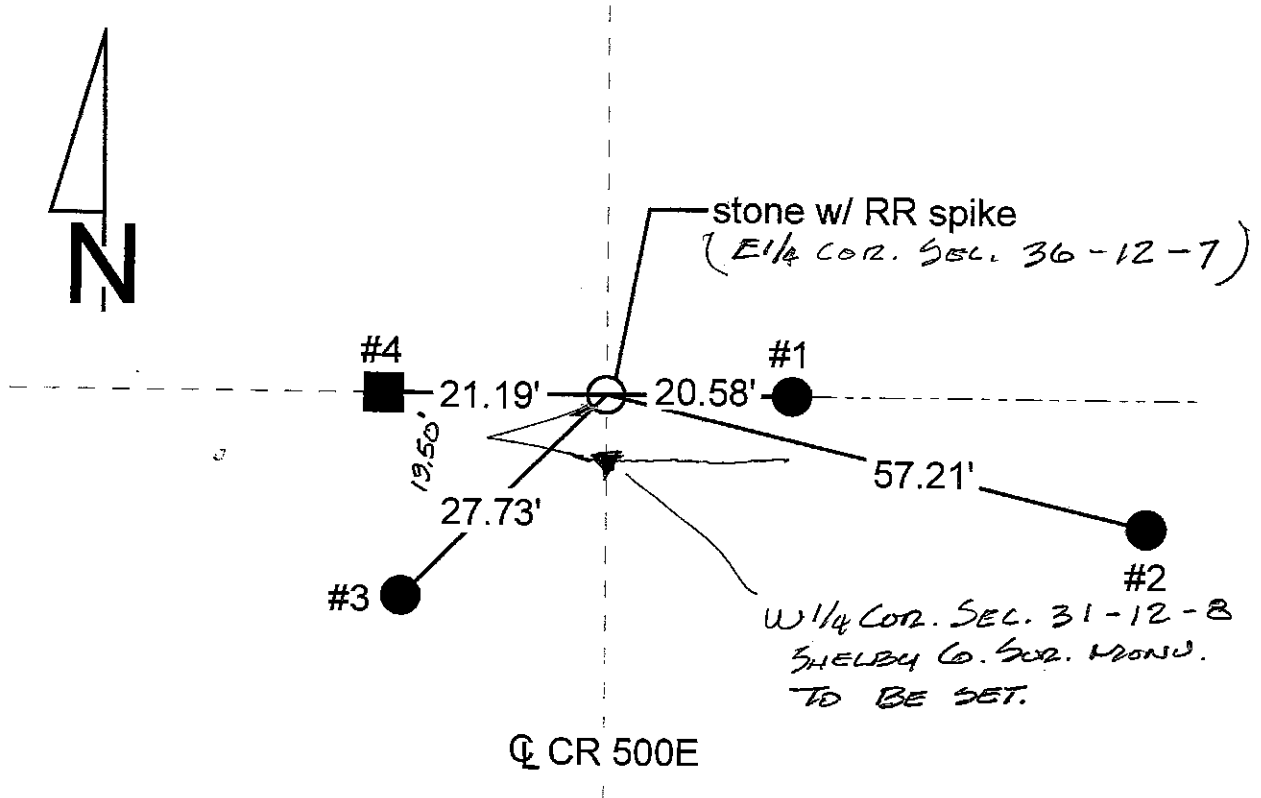 N
stone w/ RR spike
(E 1/4 COR. SEC. 36-12-7)
#4
#1
21.19'
20.58'
19.50'
57.21'
27.73'
#3
#2
W 1/4 COR. SEC. 31-12-8
SHELBY CO. SUR. MONU.
TO BE SET.
℄ CR 500E